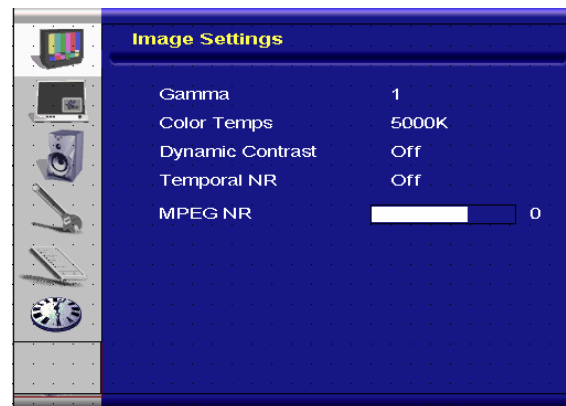 Image Settings
Gamma 1
Color Temps 5000K
Dynamic Contrast Off
Temporal NR Off
MPEG NR 0